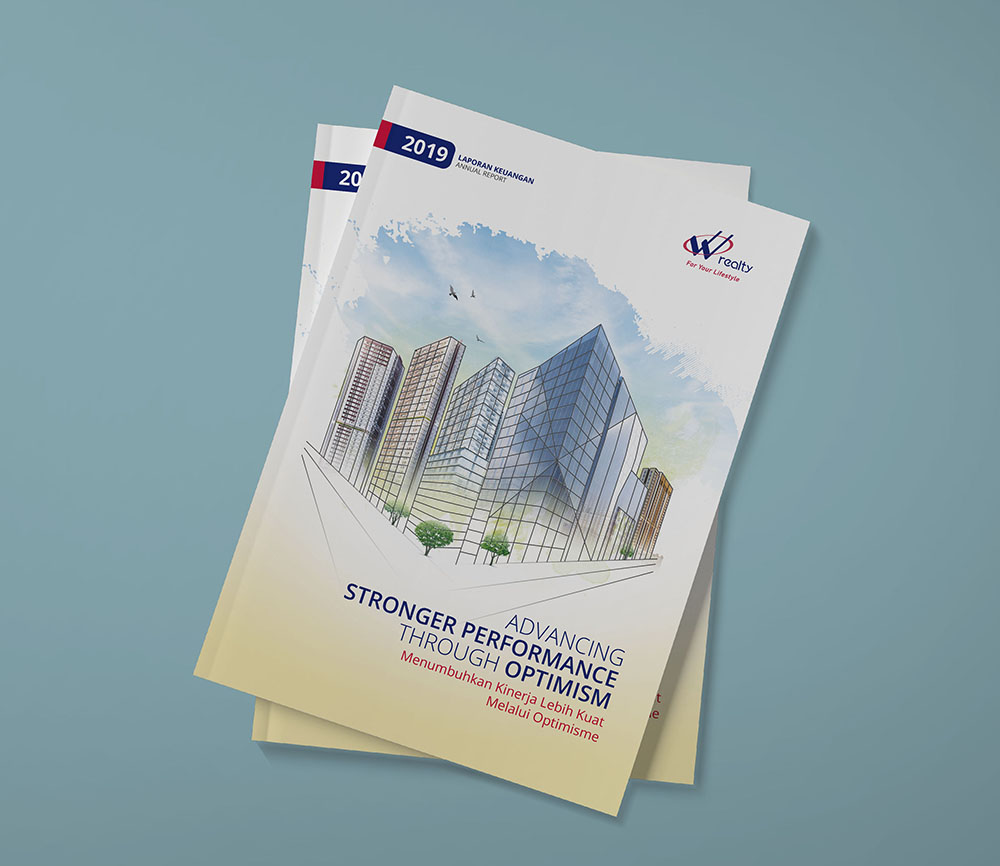 2019
LAPORAN KEUANGAN
ANNUAL REPORT
20
W
realty
For Your Lifestyle
ADVANCING
STRONGER PERFORMANCE
THROUGH OPTIMISM
Menumbuhkan Kinerja Lebih Kuat
Melalui Optimisme
t
e